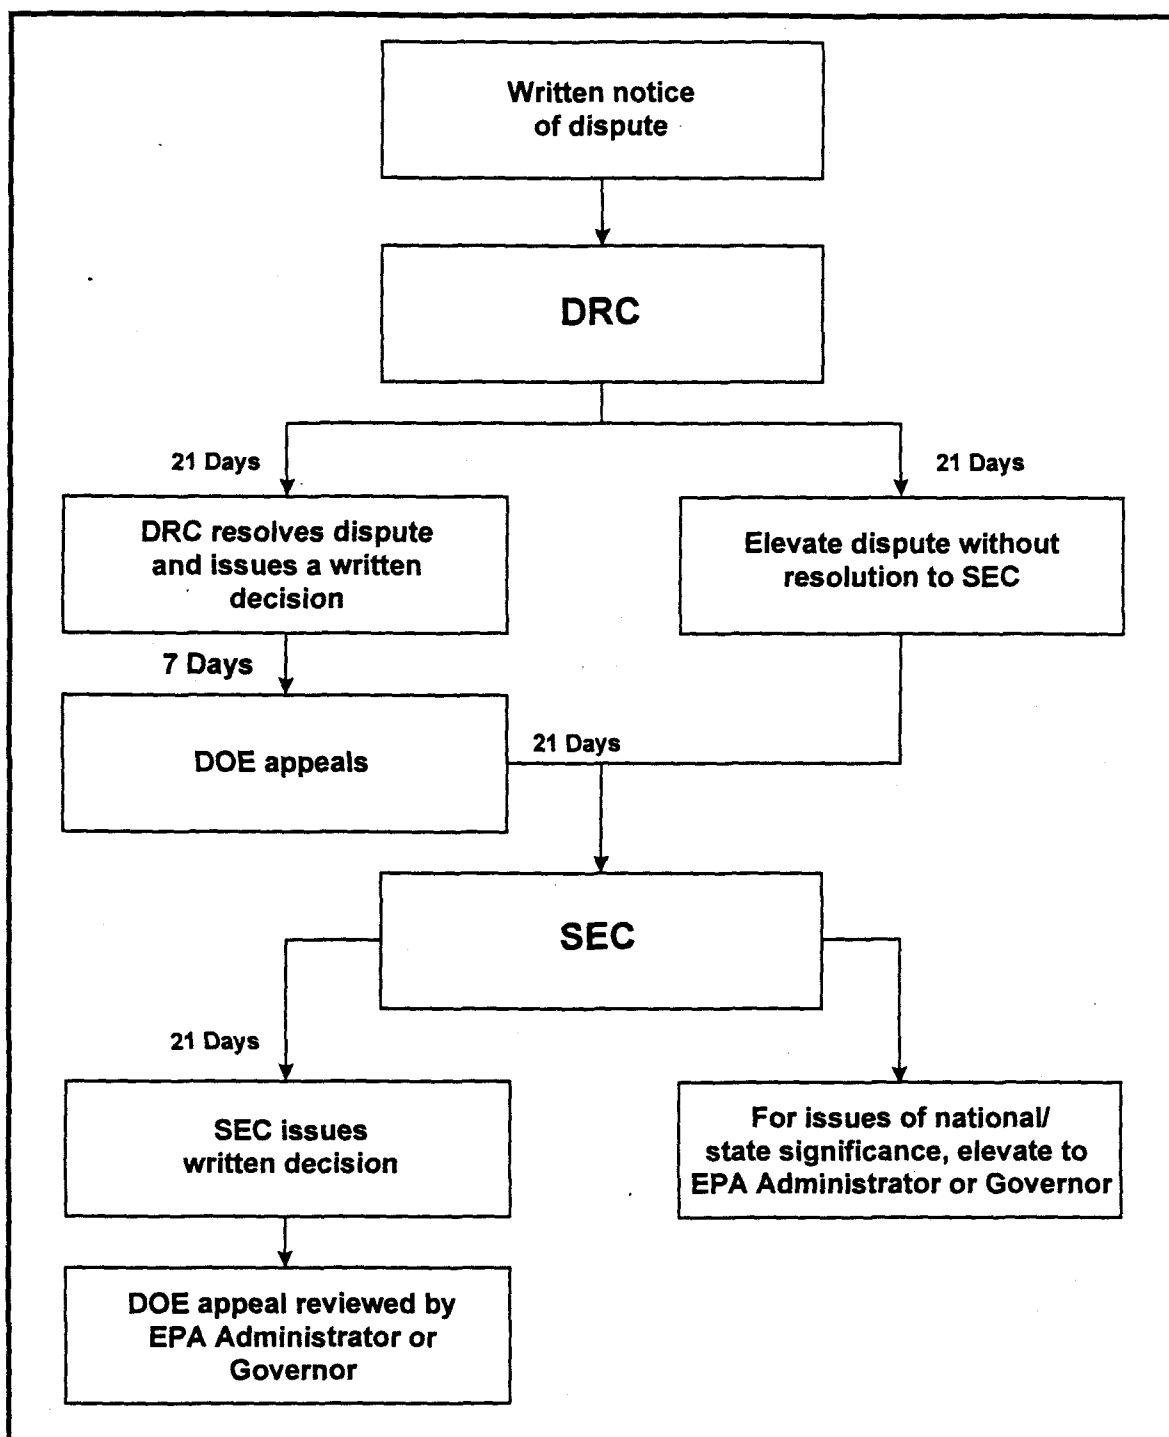 Written notice
of dispute
DRC
21 Days
21 Days
DRC resolves dispute
and issues a written
decision
Elevate dispute without
resolution to SEC
7 Days
DOE appeals
21 Days
SEC
21 Days
SEC issues
written decision
For issues of national/
state significance, elevate to
EPA Administrator or Governor
DOE appeal reviewed by
EPA Administrator or
Governor